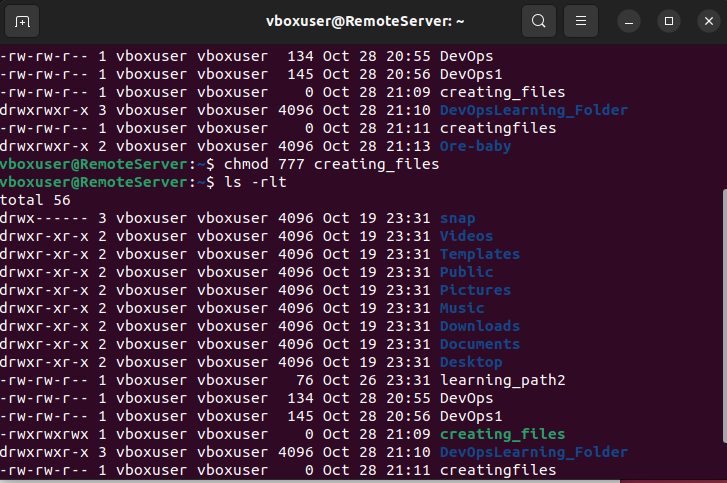 vboxuser@RemoteServer: ~
-rw-rw-r-- 1 vboxuser vboxuser  134 Oct 28 20:55 DevOps
-rw-rw-r-- 1 vboxuser vboxuser  145 Oct 28 20:56 DevOps1
-rw-rw-r-- 1 vboxuser vboxuser    0 Oct 28 21:09 creating_files
drwxrwxr-x 3 vboxuser vboxuser 4096 Oct 28 21:10 DevOpsLearning_Folder
-rw-rw-r-- 1 vboxuser vboxuser    0 Oct 28 21:11 creatingfiles
drwxrwxr-x 2 vboxuser vboxuser 4096 Oct 28 21:13 Ore-baby
vboxuser@RemoteServer:~$ chmod 777 creating_files
vboxuser@RemoteServer:~$ ls -rlt
total 56
drwx------ 3 vboxuser vboxuser 4096 Oct 19 23:31 snap
drwxr-xr-x 2 vboxuser vboxuser 4096 Oct 19 23:31 Videos
drwxr-xr-x 2 vboxuser vboxuser 4096 Oct 19 23:31 Templates
drwxr-xr-x 2 vboxuser vboxuser 4096 Oct 19 23:31 Public
drwxr-xr-x 2 vboxuser vboxuser 4096 Oct 19 23:31 Pictures
drwxr-xr-x 2 vboxuser vboxuser 4096 Oct 19 23:31 Music
drwxr-xr-x 2 vboxuser vboxuser 4096 Oct 19 23:31 Downloads
drwxr-xr-x 2 vboxuser vboxuser 4096 Oct 19 23:31 Documents
drwxr-xr-x 2 vboxuser vboxuser 4096 Oct 19 23:31 Desktop
-rw-rw-r-- 1 vboxuser vboxuser   76 Oct 26 23:31 learning_path2
-rw-rw-r-- 1 vboxuser vboxuser  134 Oct 28 20:55 DevOps
-rw-rw-r-- 1 vboxuser vboxuser  145 Oct 28 20:56 DevOps1
-rwxrwxrwx 1 vboxuser vboxuser    0 Oct 28 21:09 creating_files
drwxrwxr-x 3 vboxuser vboxuser 4096 Oct 28 21:10 DevOpsLearning_Folder
-rw-rw-r-- 1 vboxuser vboxuser    0 Oct 28 21:11 creatingfiles